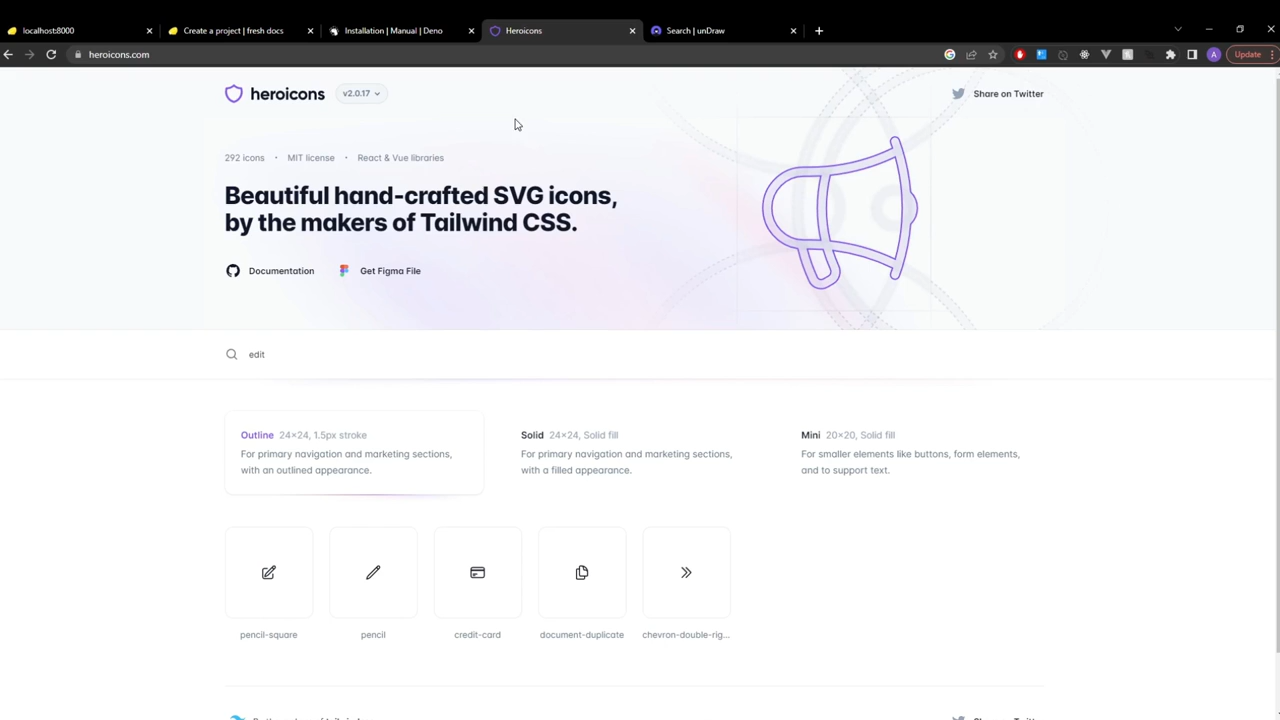 localhost:8000
Create a project | fresh docs
Installation | Manual | Deno
Heroicons
Search | unDraw
heroicons.com
A
Update
heroicons
v2.0.17
Share on Twitter
292 icons · MIT license · React & Vue libraries
Beautiful hand-crafted SVG icons,
by the makers of Tailwind CSS.
Documentation
Get Figma File
edit
Outline 24×24, 1.5px stroke
For primary navigation and marketing sections,
with an outlined appearance.
Solid 24×24, Solid fill
For primary navigation and marketing sections,
with a filled appearance.
Mini 20×20, Solid fill
For smaller elements like buttons, form elements,
and to support text.
pencil-square
pencil
credit-card
document-duplicate
chevron-double-rig...